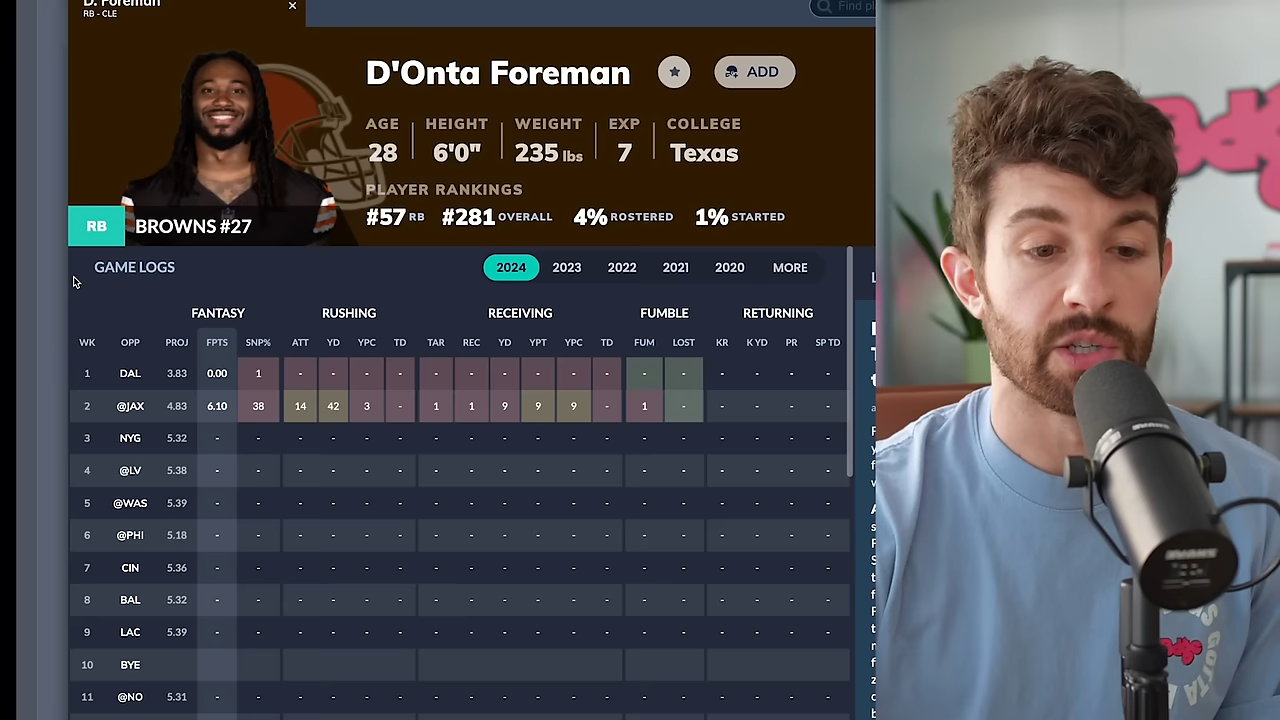 D. Foreman
RB - CLE
Find pl
D'Onta Foreman
ADD
AGE HEIGHT WEIGHT EXP COLLEGE
28 6'0" 235 lbs 7 Texas
PLAYER RANKINGS
#57 RB #281 OVERALL 4% ROSTERED 1% STARTED
RB BROWNS #27
GAME LOGS 2024 2023 2022 2021 2020 MORE
FANTASY RUSHING RECEIVING FUMBLE RETURNING
WK OPP PROJ FPTS SNP% ATT YD YPC TD TAR REC YD YPT YPC TD FUM LOST KR K YD PR SP TD
1 DAL 3.83 0.00 1 - - - - - - - - - - - - - - - -
2 @JAX 4.83 6.10 38 14 42 3 - 1 1 9 9 9 - 1 - - - - -
3 NYG 5.32 - - - - - - - - - - - - - - - - - -
4 @LV 5.38 - - - - - - - - - - - - - - - - - -
5 @WAS 5.39 - - - - - - - - - - - - - - - - - -
6 @PHI 5.18 - - - - - - - - - - - - - - - - - -
7 CIN 5.36 - - - - - - - - - - - - - - - - - -
8 BAL 5.32 - - - - - - - - - - - - - - - - - -
9 LAC 5.39 - - - - - - - - - - - - - - - - - -
10 BYE
11 @NO 5.31 - - - - - - - - - - - - - - - - - -